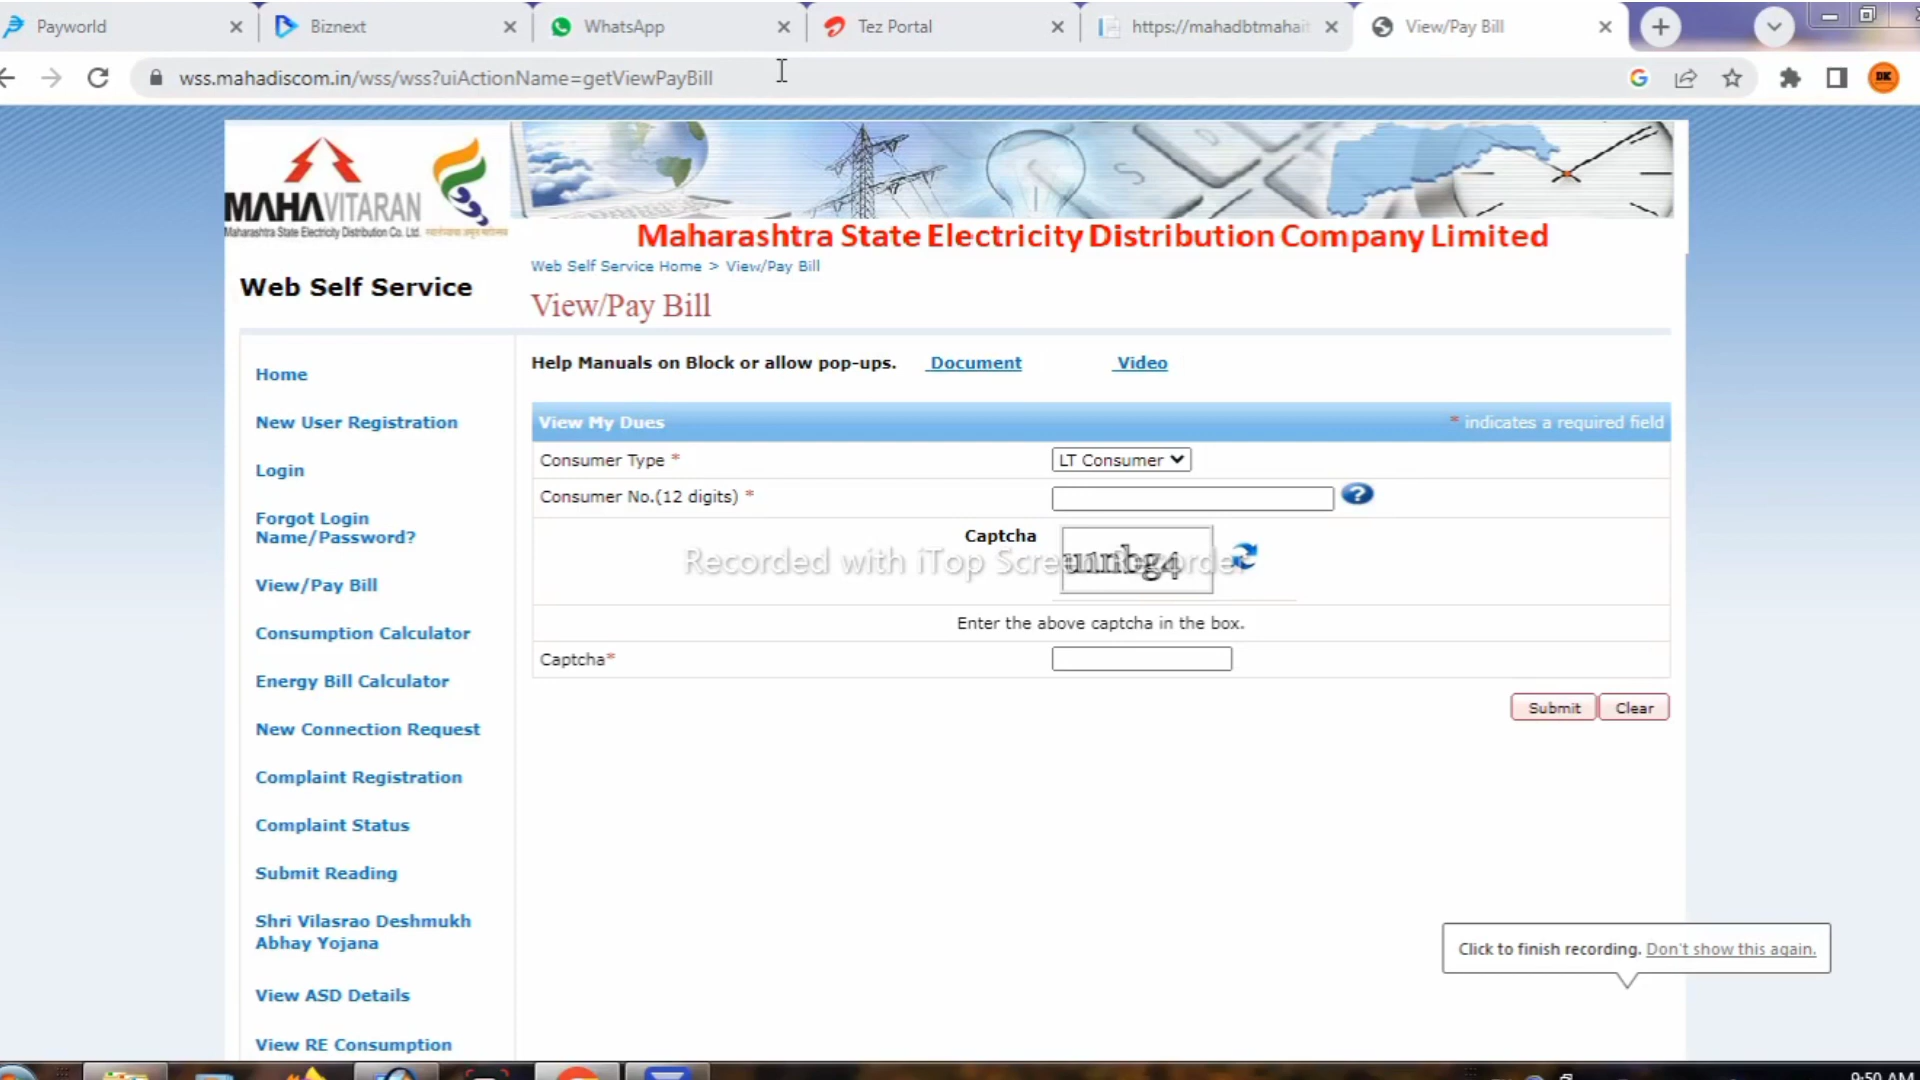 Payworld
Biznext
WhatsApp
Tez Portal
https://mahadbtmahait
View/Pay Bill
wss.mahadiscom.in/wss/wss?uiActionName=getViewPayBill
DK
MAHAVITARAN
Maharashtra State Electricity Distribution Co. Ltd.
Maharashtra State Electricity Distribution Company Limited
Web Self Service Home > View/Pay Bill
Web Self Service
View/Pay Bill
Help Manuals on Block or allow pop-ups. Document Video
Home
New User Registration
Login
Forgot Login
Name/Password?
View/Pay Bill
Consumption Calculator
Energy Bill Calculator
New Connection Request
Complaint Registration
Complaint Status
Submit Reading
Shri Vilasrao Deshmukh
Abhay Yojana
View ASD Details
View RE Consumption
View My Dues * indicates a required field
Consumer Type * LT Consumer
Consumer No.(12 digits) * ?
Captcha
u1nbg4
Recorded with iTop Screen Recorder
Enter the above captcha in the box.
Captcha*
Submit Clear
Click to finish recording. Don't show this again.
9:50 AM